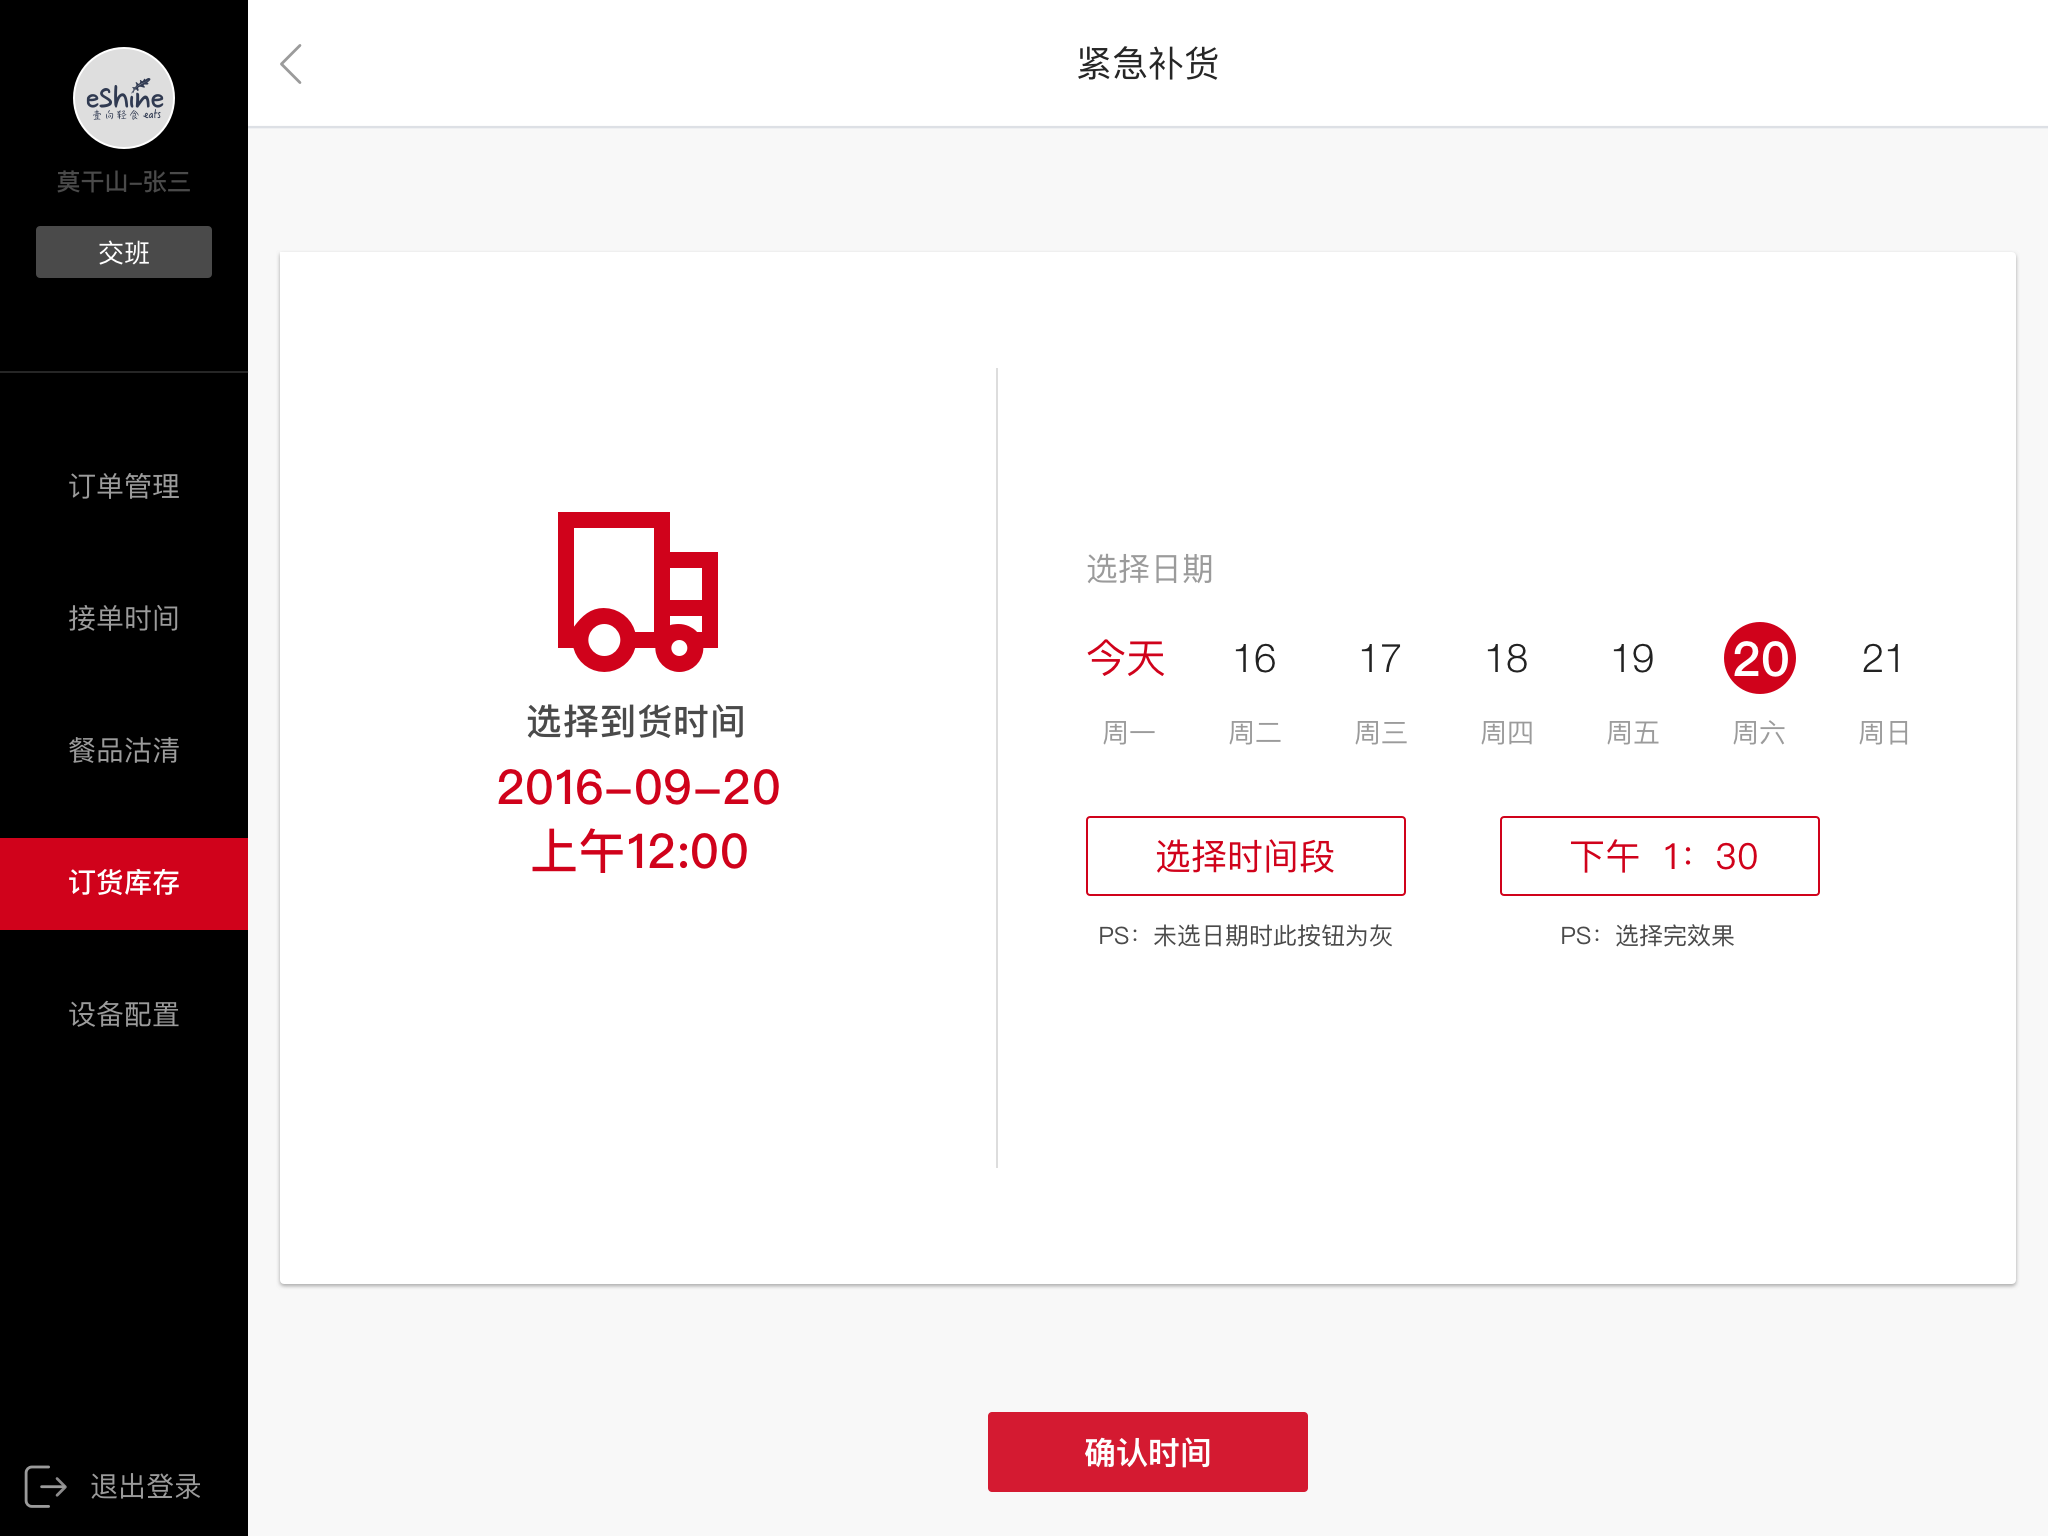 eShine
壹向轻食 eats
莫干山-张三
交班
订单管理
接单时间
餐品沽清
订货库存
设备配置
退出登录
紧急补货
选择到货时间
2016-09-20
上午12:00
选择日期
今天 16 17 18 19 20 21
周一 周二 周三 周四 周五 周六 周日
选择时间段
下午 1：30
PS：未选日期时此按钮为灰
PS：选择完效果
确认时间